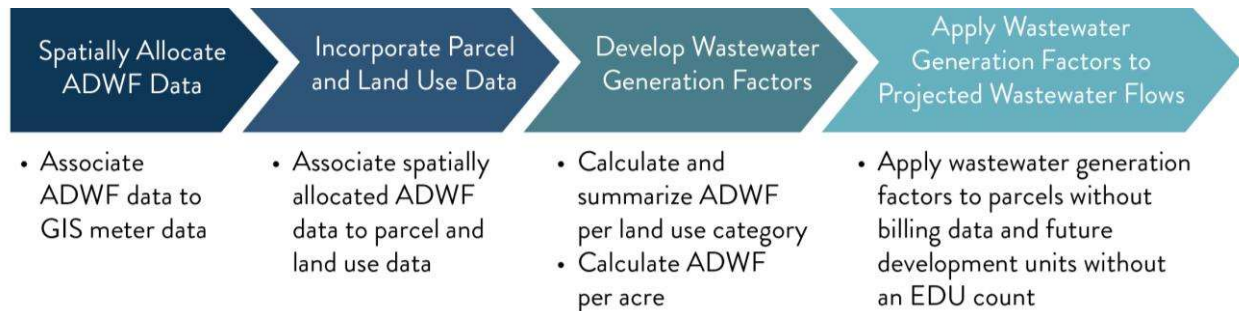 Spatially Allocate
ADWF Data
Incorporate Parcel
and Land Use Data
Develop Wastewater
Generation Factors
Apply Wastewater
Generation Factors to
Projected Wastewater Flows
• Associate
ADWF data to
GIS meter data
• Associate spatially
allocated ADWF
data to parcel and
land use data
• Calculate and
summarize ADWF
per land use category
• Calculate ADWF
per acre
• Apply wastewater generation
factors to parcels without
billing data and future
development units without
an EDU count